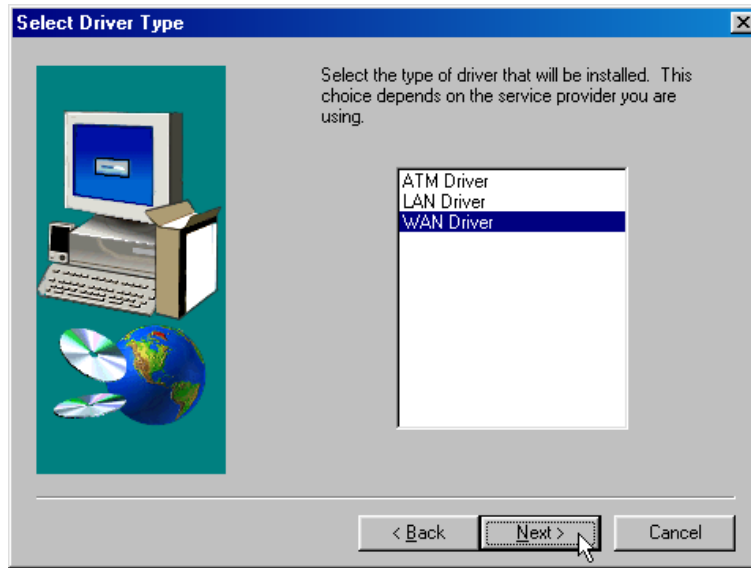 Select Driver Type
Select the type of driver that will be installed.  This
choice depends on the service provider you are
using.
ATM Driver
LAN Driver
WAN Driver
< Back
Next >
Cancel